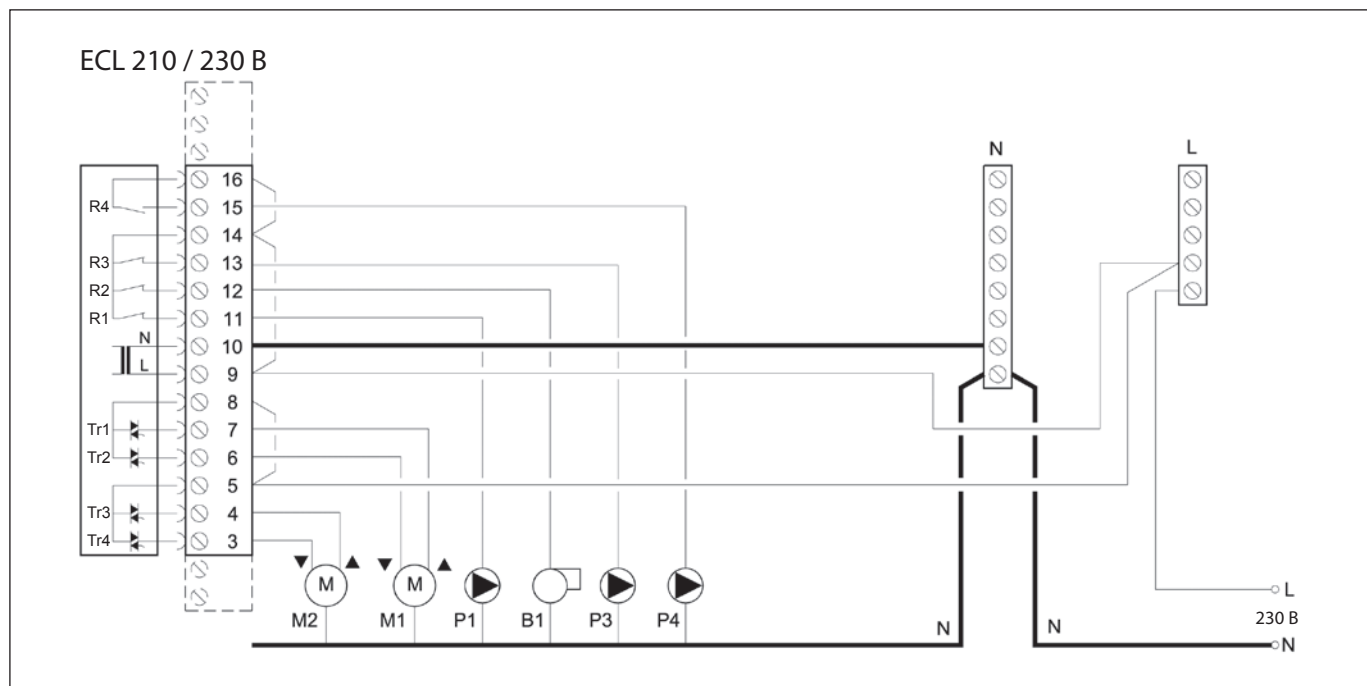 ECL 210 / 230 В
N
L
16
R4
15
14
R3
13
R2
12
R1
11
N
10
L
9
8
Tr1
7
Tr2
6
5
Tr3
4
Tr4
3
M
M
M2
M1
P1
B1
P3
P4
N
N
L
230 В
N